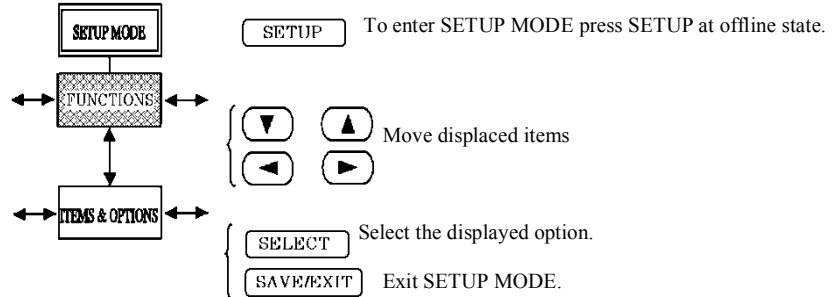 SETUP MODE
SETUP To enter SETUP MODE press SETUP at offline state.
FUNCTIONS
Move displaced items
ITEMS & OPTIONS
SELECT Select the displayed option.
SAVE/EXIT Exit SETUP MODE.